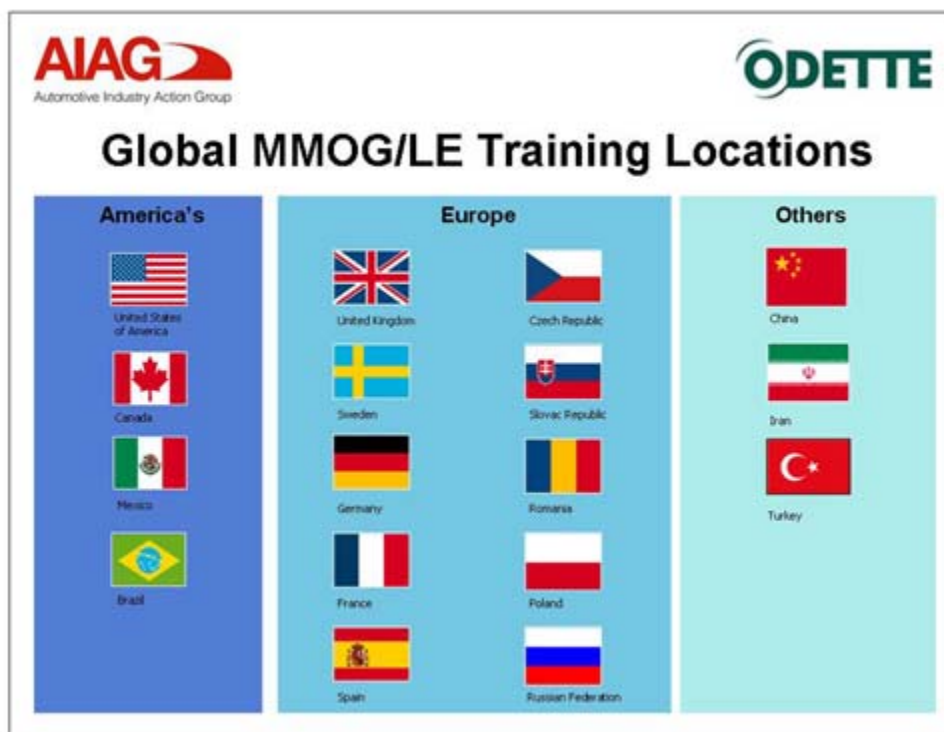 AIAG
Automotive Industry Action Group
ODETTE
Global MMOG/LE Training Locations
America's
United States
of America
Canada
Mexico
Brazil
Europe
United Kingdom
Czech Republic
Sweden
Slovac Republic
Germany
Romania
France
Poland
Spain
Russian Federation
Others
China
Iran
Turkey